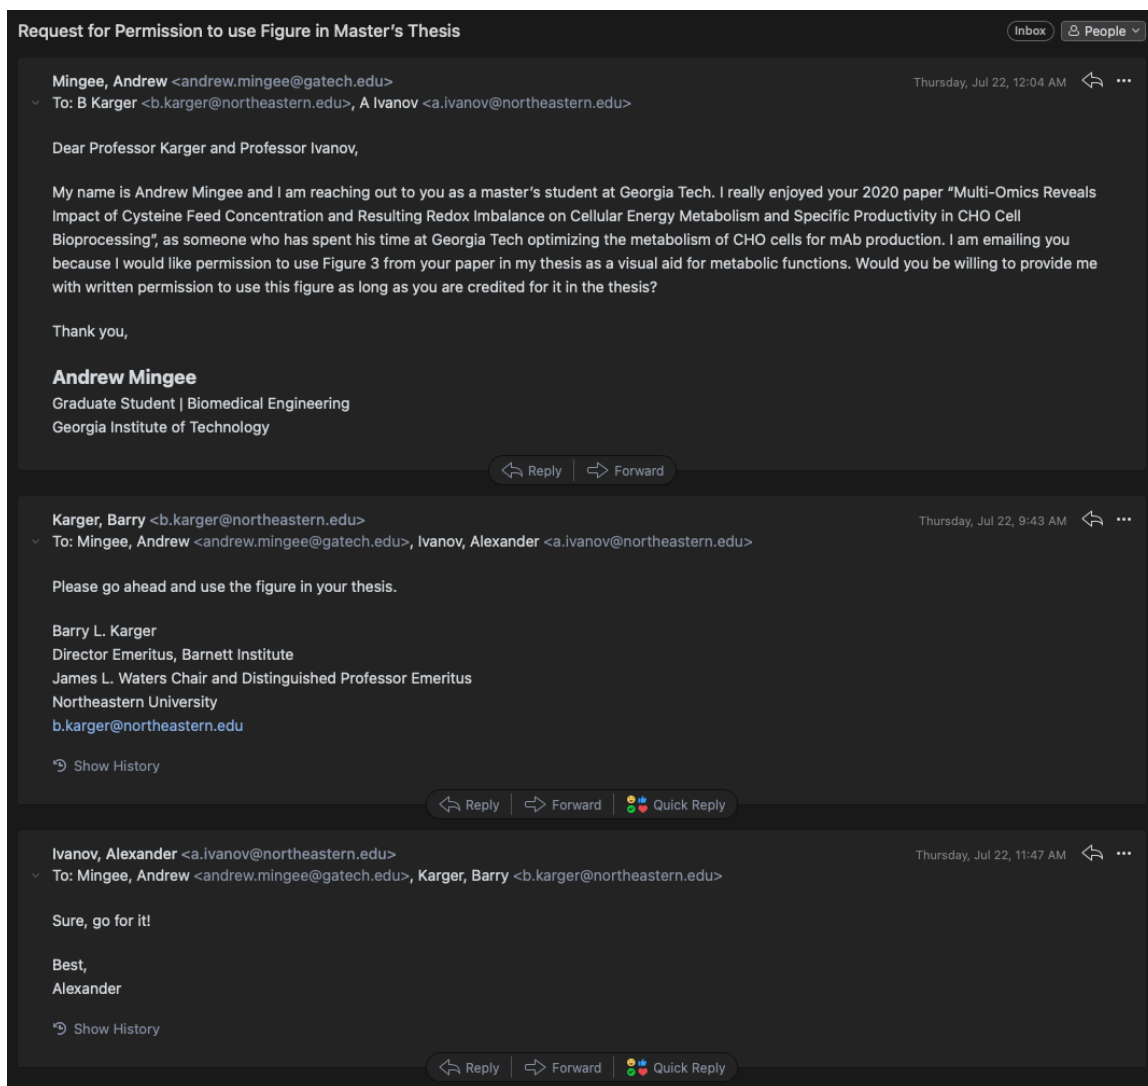 Request for Permission to use Figure in Master's Thesis
Inbox
People
Mingee, Andrew <andrew.mingee@gatech.edu>
Thursday, Jul 22, 12:04 AM
To: B Karger <b.karger@northeastern.edu>, A Ivanov <a.ivanov@northeastern.edu>
Dear Professor Karger and Professor Ivanov,
My name is Andrew Mingee and I am reaching out to you as a master's student at Georgia Tech. I really enjoyed your 2020 paper “Multi-Omics Reveals
Impact of Cysteine Feed Concentration and Resulting Redox Imbalance on Cellular Energy Metabolism and Specific Productivity in CHO Cell
Bioprocessing”, as someone who has spent his time at Georgia Tech optimizing the metabolism of CHO cells for mAb production. I am emailing you
because I would like permission to use Figure 3 from your paper in my thesis as a visual aid for metabolic functions. Would you be willing to provide me
with written permission to use this figure as long as you are credited for it in the thesis?
Thank you,
Andrew Mingee
Graduate Student | Biomedical Engineering
Georgia Institute of Technology
Reply
Forward
Karger, Barry <b.karger@northeastern.edu>
Thursday, Jul 22, 9:43 AM
To: Mingee, Andrew <andrew.mingee@gatech.edu>, Ivanov, Alexander <a.ivanov@northeastern.edu>
Please go ahead and use the figure in your thesis.
Barry L. Karger
Director Emeritus, Barnett Institute
James L. Waters Chair and Distinguished Professor Emeritus
Northeastern University
b.karger@northeastern.edu
Show History
Reply
Forward
Quick Reply
Ivanov, Alexander <a.ivanov@northeastern.edu>
Thursday, Jul 22, 11:47 AM
To: Mingee, Andrew <andrew.mingee@gatech.edu>, Karger, Barry <b.karger@northeastern.edu>
Sure, go for it!
Best,
Alexander
Show History
Reply
Forward
Quick Reply